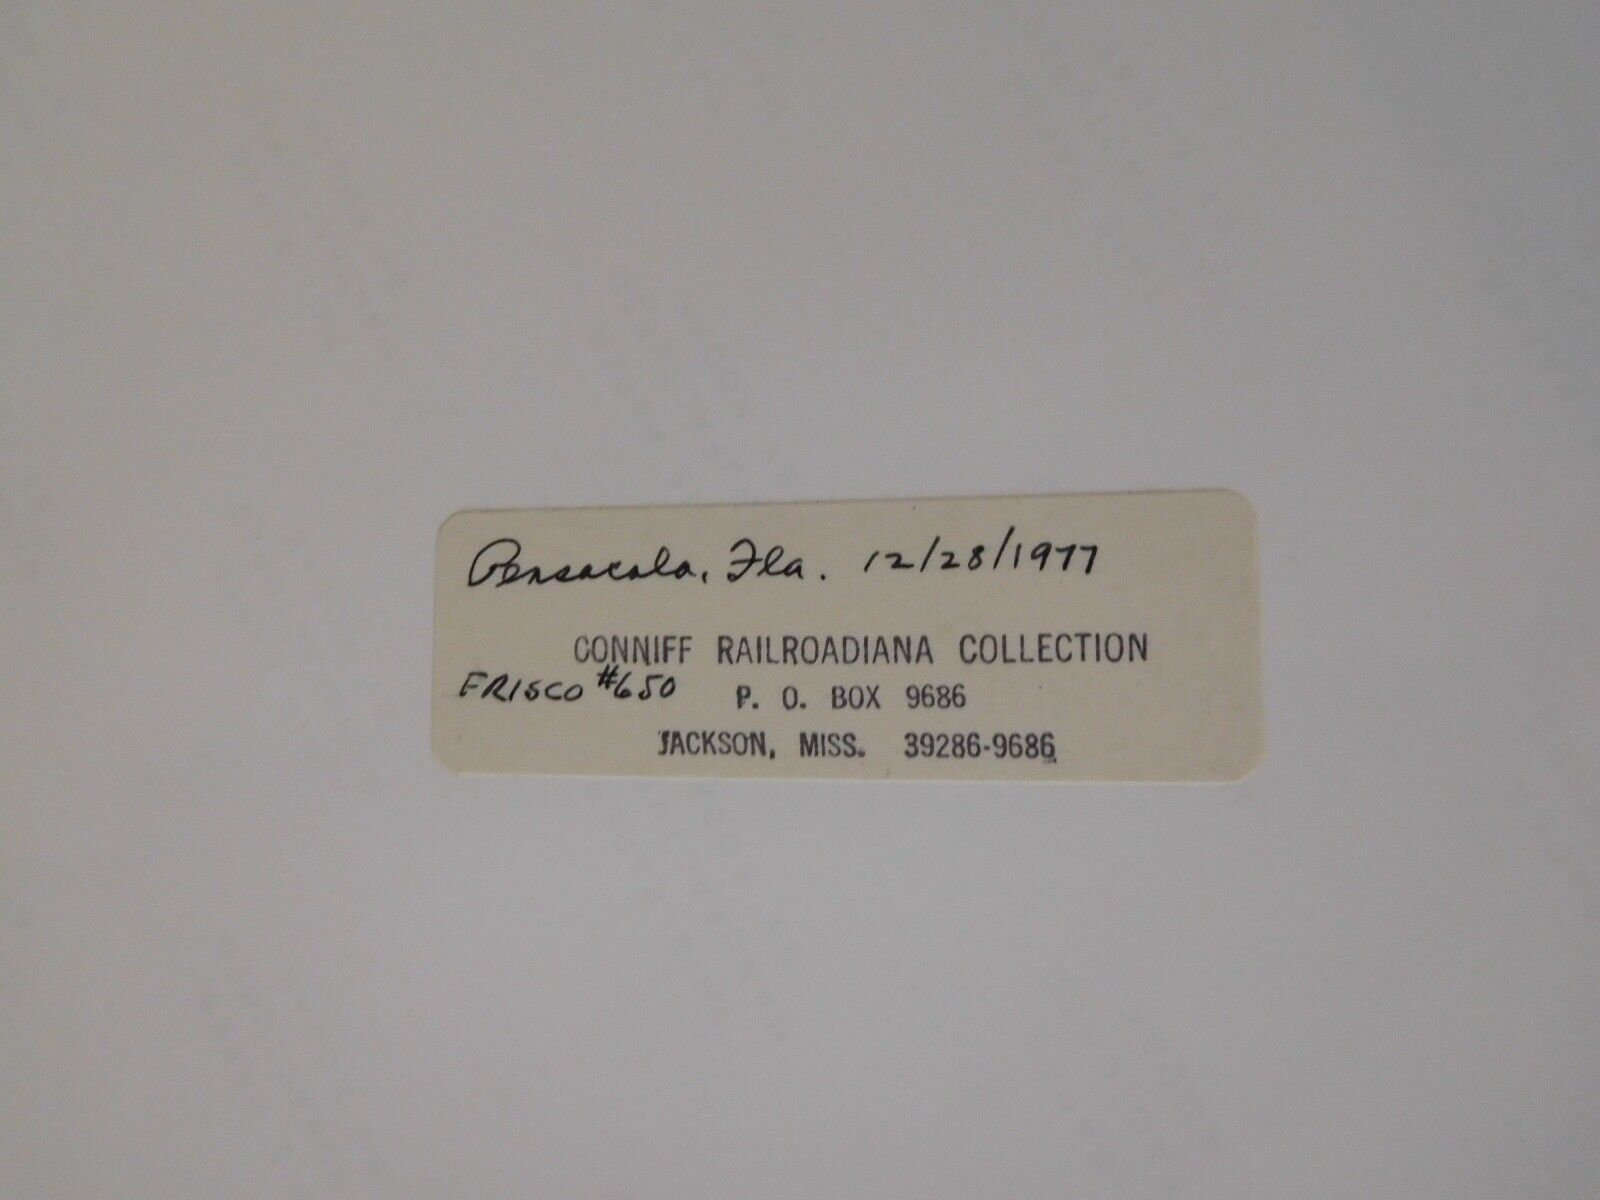 Pensacola, Fla. 12/28/1977
CONNIFF RAILROADIANA COLLECTION
FRISCO #650 P. O. BOX 9686
JACKSON, MISS. 39286-9686